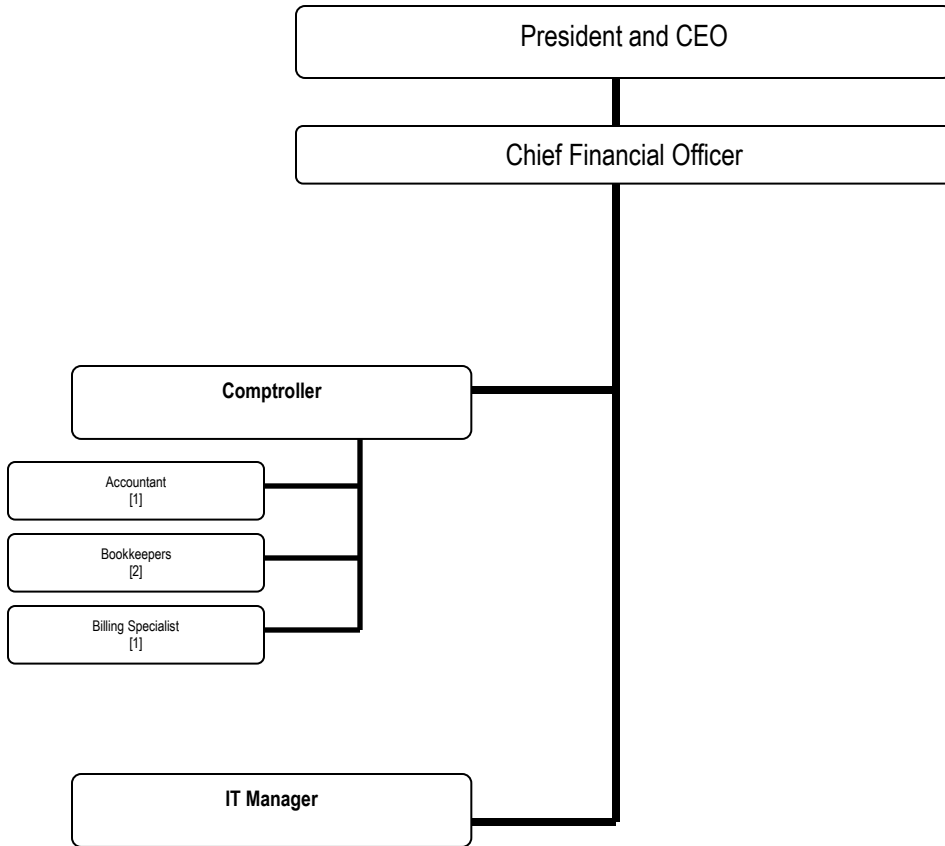 President and CEO
Chief Financial Officer
Comptroller
Accountant
[1]
Bookkeepers
[2]
Billing Specialist
[1]
IT Manager